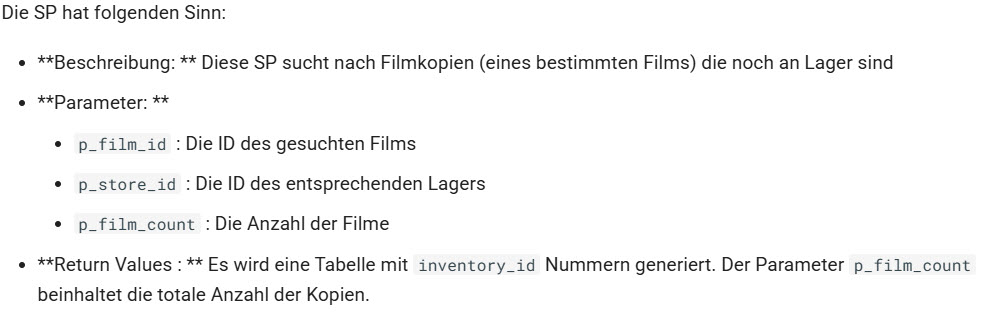 Die SP hat folgenden Sinn:
**Beschreibung: ** Diese SP sucht nach Filmkopien (eines bestimmten Films) die noch an Lager sind
**Parameter: **
p_film_id : Die ID des gesuchten Films
p_store_id : Die ID des entsprechenden Lagers
p_film_count : Die Anzahl der Filme
**Return Values : ** Es wird eine Tabelle mit inventory_id Nummern generiert. Der Parameter p_film_count
beinhaltet die totale Anzahl der Kopien.